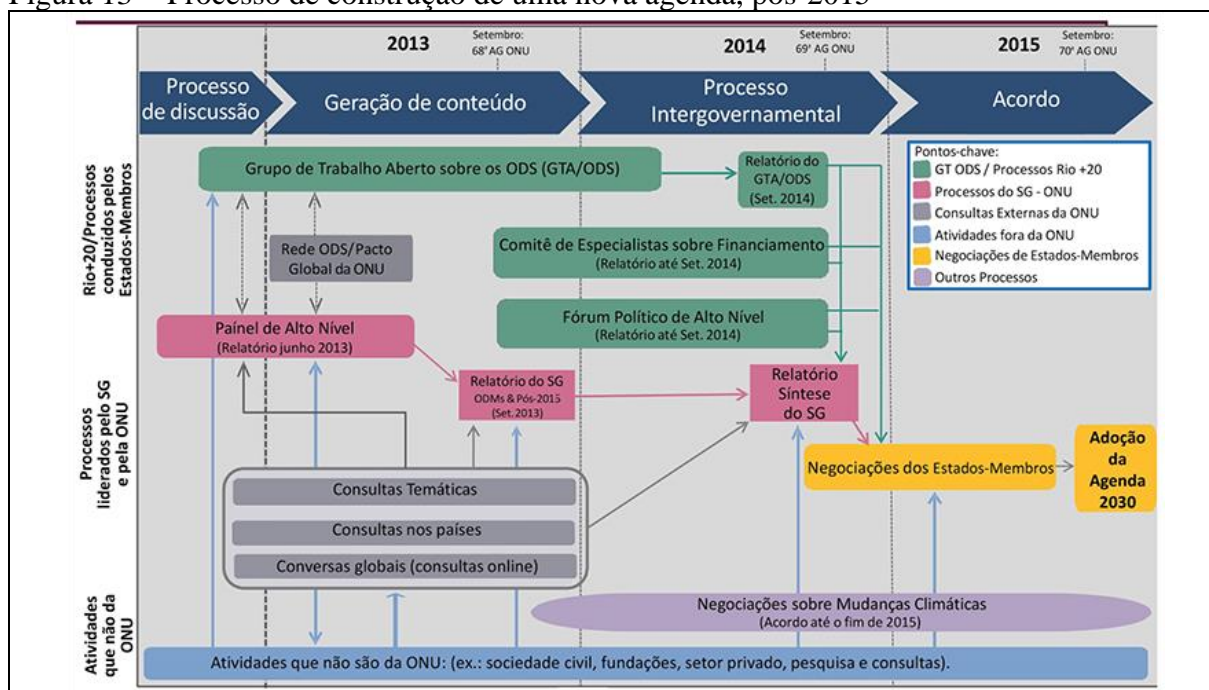 Figura 13 – Processo de construção de uma nova agenda, pós-2015
2013
Setembro:
68ª AG ONU
2014
Setembro:
69ª AG ONU
2015
Setembro:
70ª AG ONU
Processo
de discussão
Geração de conteúdo
Processo
Intergovernamental
Acordo
Rio+20/Processos
conduzidos pelos
Estados-Membros
Grupo de Trabalho Aberto sobre os ODS (GTA/ODS)
Relatório do
GTA/ODS
(Set. 2014)
Pontos-chave:
GT ODS / Processos Rio +20
Processos do SG - ONU
Consultas Externas da ONU
Atividades fora da ONU
Negociações de Estados-Membros
Outros Processos
Rede ODS/Pacto
Global da ONU
Comitê de Especialistas sobre Financiamento
(Relatório até Set. 2014)
Fórum Político de Alto Nível
(Relatório até Set. 2014)
Painel de Alto Nível
(Relatório junho 2013)
Processos
liderados pelo SG
e pela ONU
Relatório do SG
ODMs & Pós-2015
(Set. 2013)
Relatório
Síntese
do SG
Negociações dos Estados-Membros
Adoção
da
Agenda
2030
Consultas Temáticas
Consultas nos países
Conversas globais (consultas online)
Atividades
que não da
ONU
Negociações sobre Mudanças Climáticas
(Acordo até o fim de 2015)
Atividades que não são da ONU: (ex.: sociedade civil, fundações, setor privado, pesquisa e consultas).